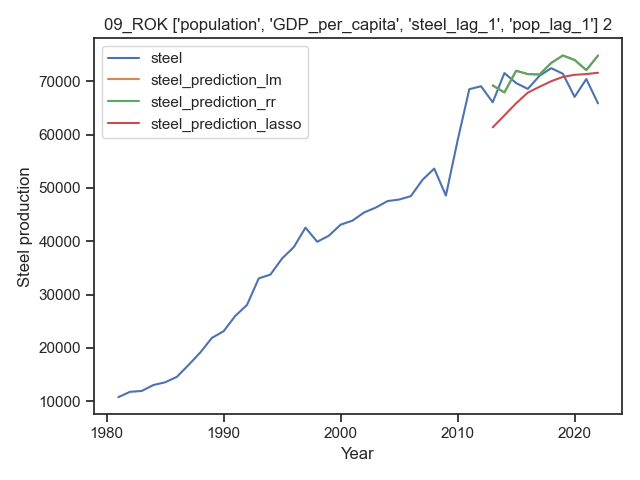 09_ROK ['population', 'GDP_per_capita', 'steel_lag_1', 'pop_lag_1'] 2
steel
steel_prediction_lm
steel_prediction_rr
steel_prediction_lasso
Steel production
70000
60000
50000
40000
30000
20000
10000
1980 1990 2000 2010 2020
Year